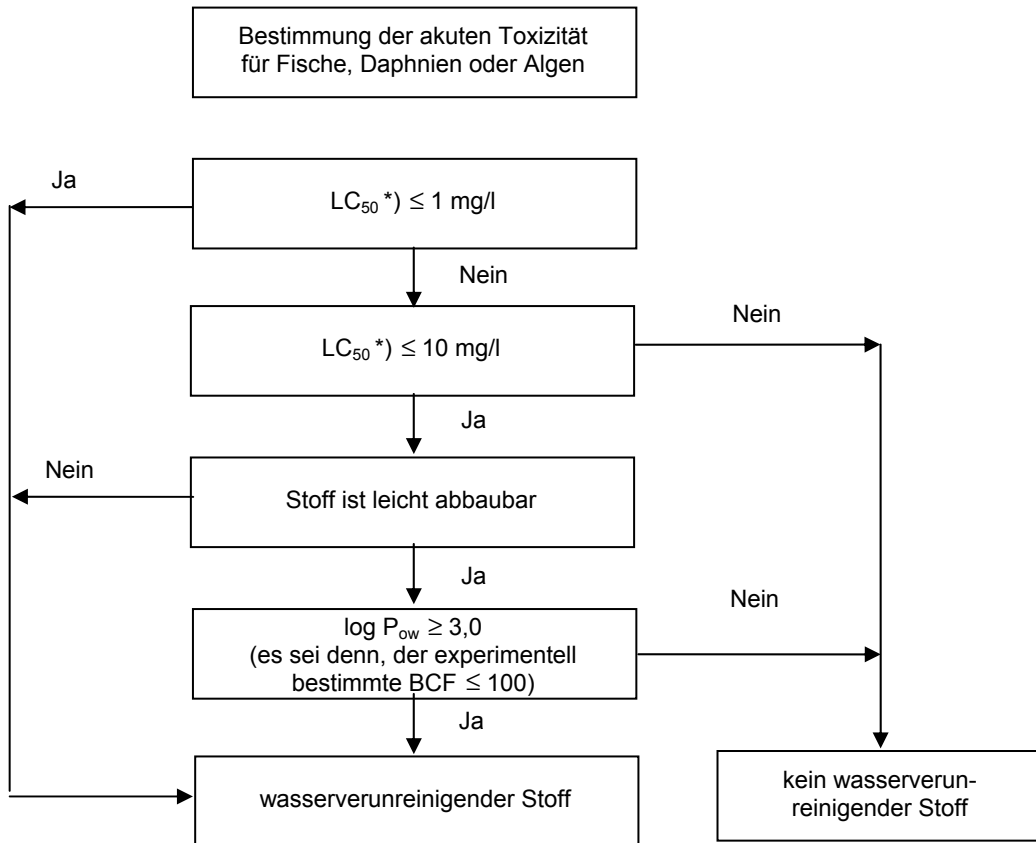 Bestimmung der akuten Toxizität
für Fische, Daphnien oder Algen
Ja
LC₅₀ *) ≤ 1 mg/l
Nein
Nein
LC₅₀ *) ≤ 10 mg/l
Ja
Nein
Stoff ist leicht abbaubar
Ja
Nein
log Pow ≥ 3,0
(es sei denn, der experimentell
bestimmte BCF ≤ 100)
Ja
wasserverunreinigender Stoff
kein wasserverun-
reinigender Stoff